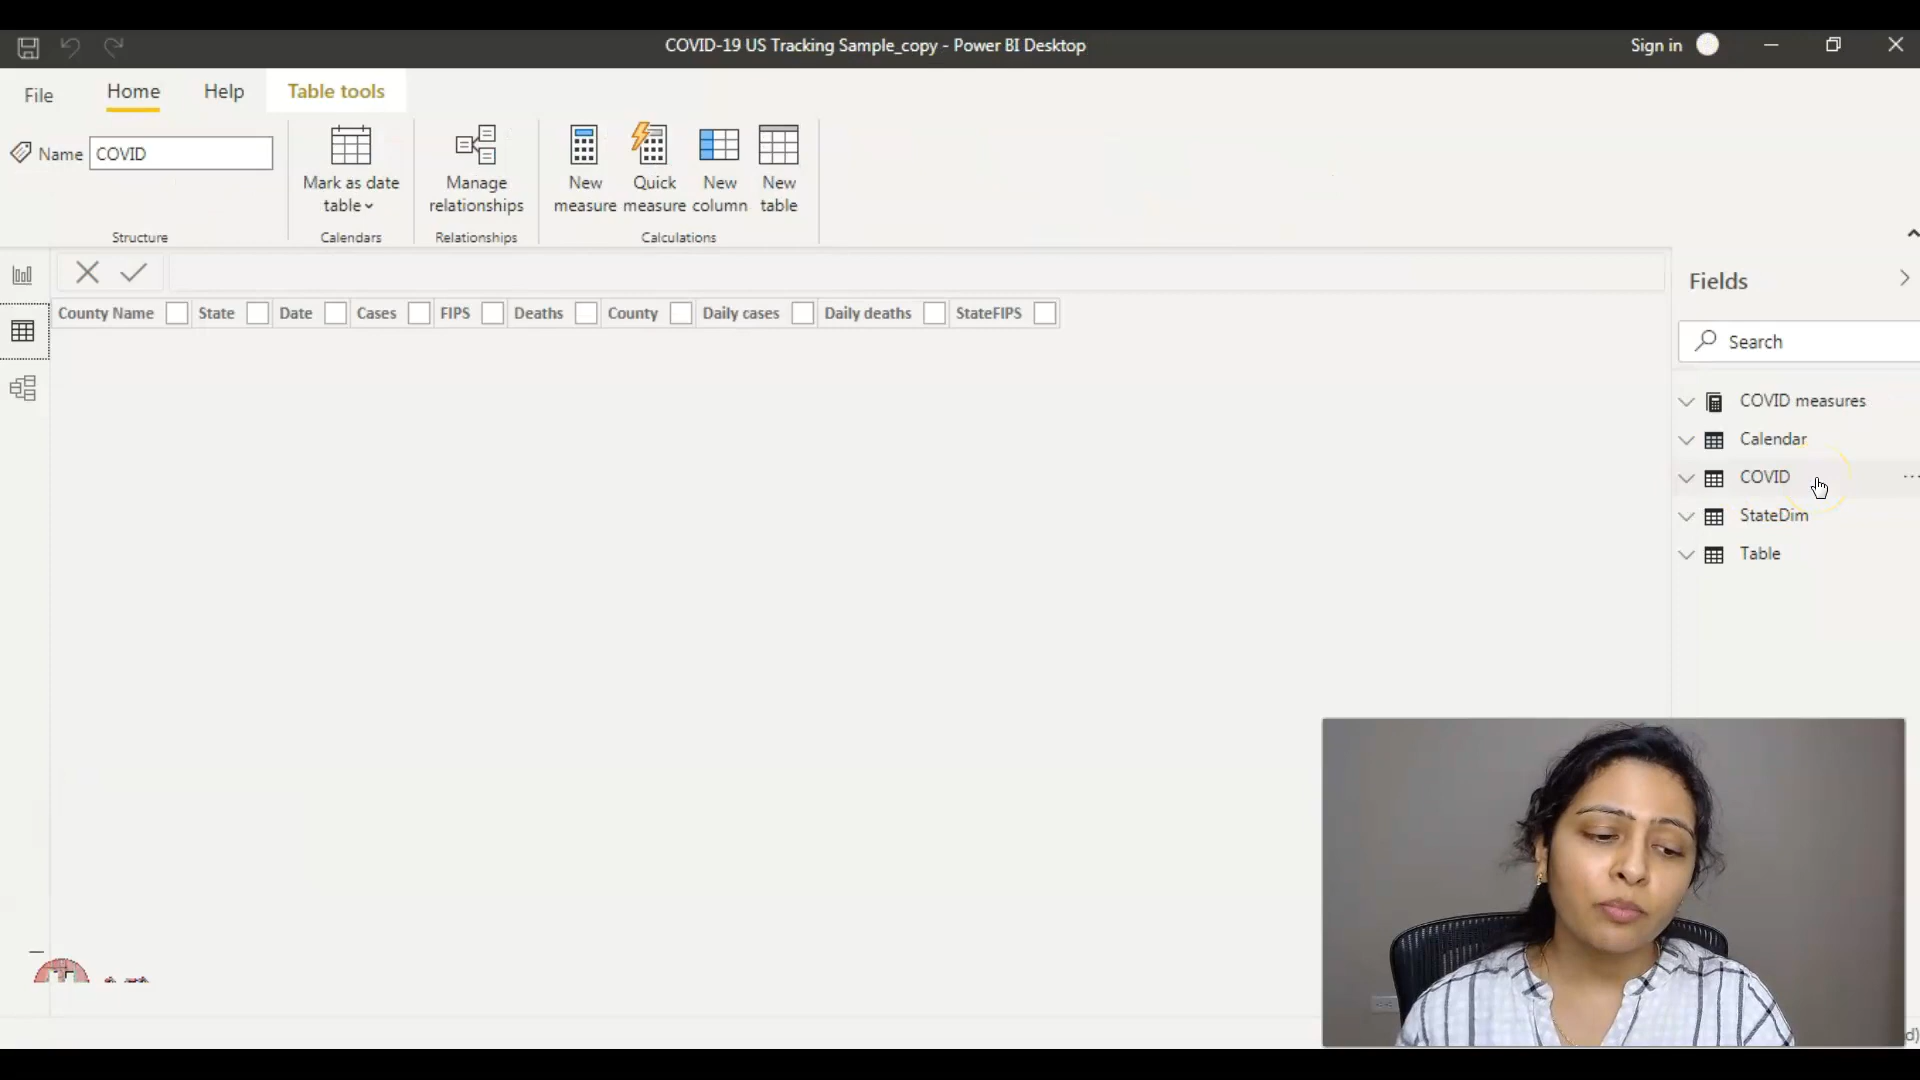 COVID-19 US Tracking Sample_copy - Power BI Desktop
Sign in
File
Home
Help
Table tools
Name
COVID
Mark as date
table
Manage
relationships
New
measure
Quick
measure
New
column
New
table
Structure
Calendars
Relationships
Calculations
County Name
State
Date
Cases
FIPS
Deaths
County
Daily cases
Daily deaths
StateFIPS
Fields
Search
COVID measures
Calendar
COVID
StateDim
Table